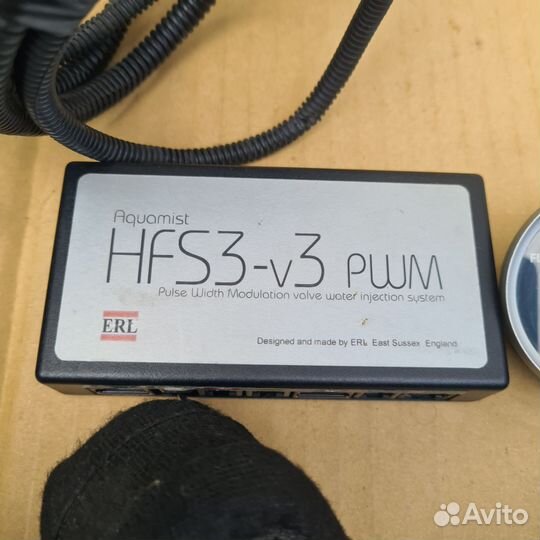 Aquamist
HFS3-v3 PWM
Pulse Width Modulation valve water injection system
ERL
Designed and made by ERL East Sussex England
Avito